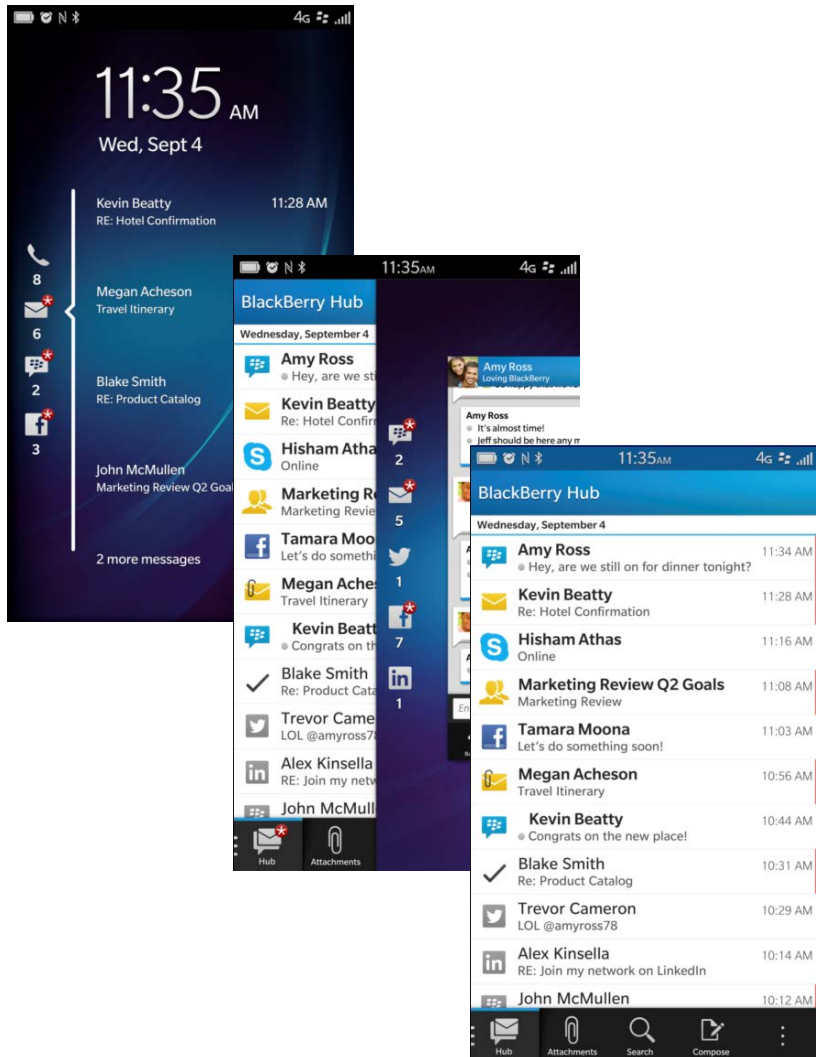 4G
11:35 AM
Wed, Sept 4
Kevin Beatty 11:28 AM
RE: Hotel Confirmation
8
Megan Acheson
Travel Itinerary
6
Blake Smith
RE: Product Catalog
2
3
John McMullen
Marketing Review Q2 Goal
2 more messages
11:35AM 4G
BlackBerry Hub
Wednesday, September 4
Amy Ross
Hey, are we sti
Kevin Beatty
Re: Hotel Confir
Hisham Atha
Online
Marketing Re
Marketing Revie
Tamara Moo
Let's do somethi
Megan Aches
Travel Itinerary
Kevin Beatt
Congrats on th
Blake Smith
Re: Product Cata
Trevor Came
LOL @amyross7
Alex Kinsella
RE: Join my netw
John McMull
Hub Attachments
2
5
1
7
in
1
Amy Ross
Loving BlackBerry
Amy Ross
It's almost time!
Jeff should be here any m
11:35AM 4G
BlackBerry Hub
Wednesday, September 4
Amy Ross 11:34 AM
Hey, are we still on for dinner tonight?
Kevin Beatty 11:28 AM
Re: Hotel Confirmation
Hisham Athas 11:16 AM
Online
Marketing Review Q2 Goals 11:08 AM
Marketing Review
Tamara Moona 11:03 AM
Let's do something soon!
Megan Acheson 10:56 AM
Travel Itinerary
Kevin Beatty 10:44 AM
Congrats on the new place!
Blake Smith 10:31 AM
Re: Product Catalog
Trevor Cameron 10:29 AM
LOL @amyross78
Alex Kinsella 10:14 AM
RE: Join my network on LinkedIn
John McMullen 10:12 AM
Hub Attachments Search Compose